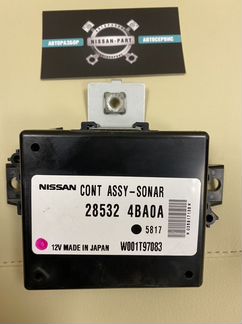 АВТОРАЗБОР NISSAN-PART АВТОСЕРВИС
NISSAN CONT ASSY-SONAR
28532 4BA0A
5817
12V MADE IN JAPAN W001T97083